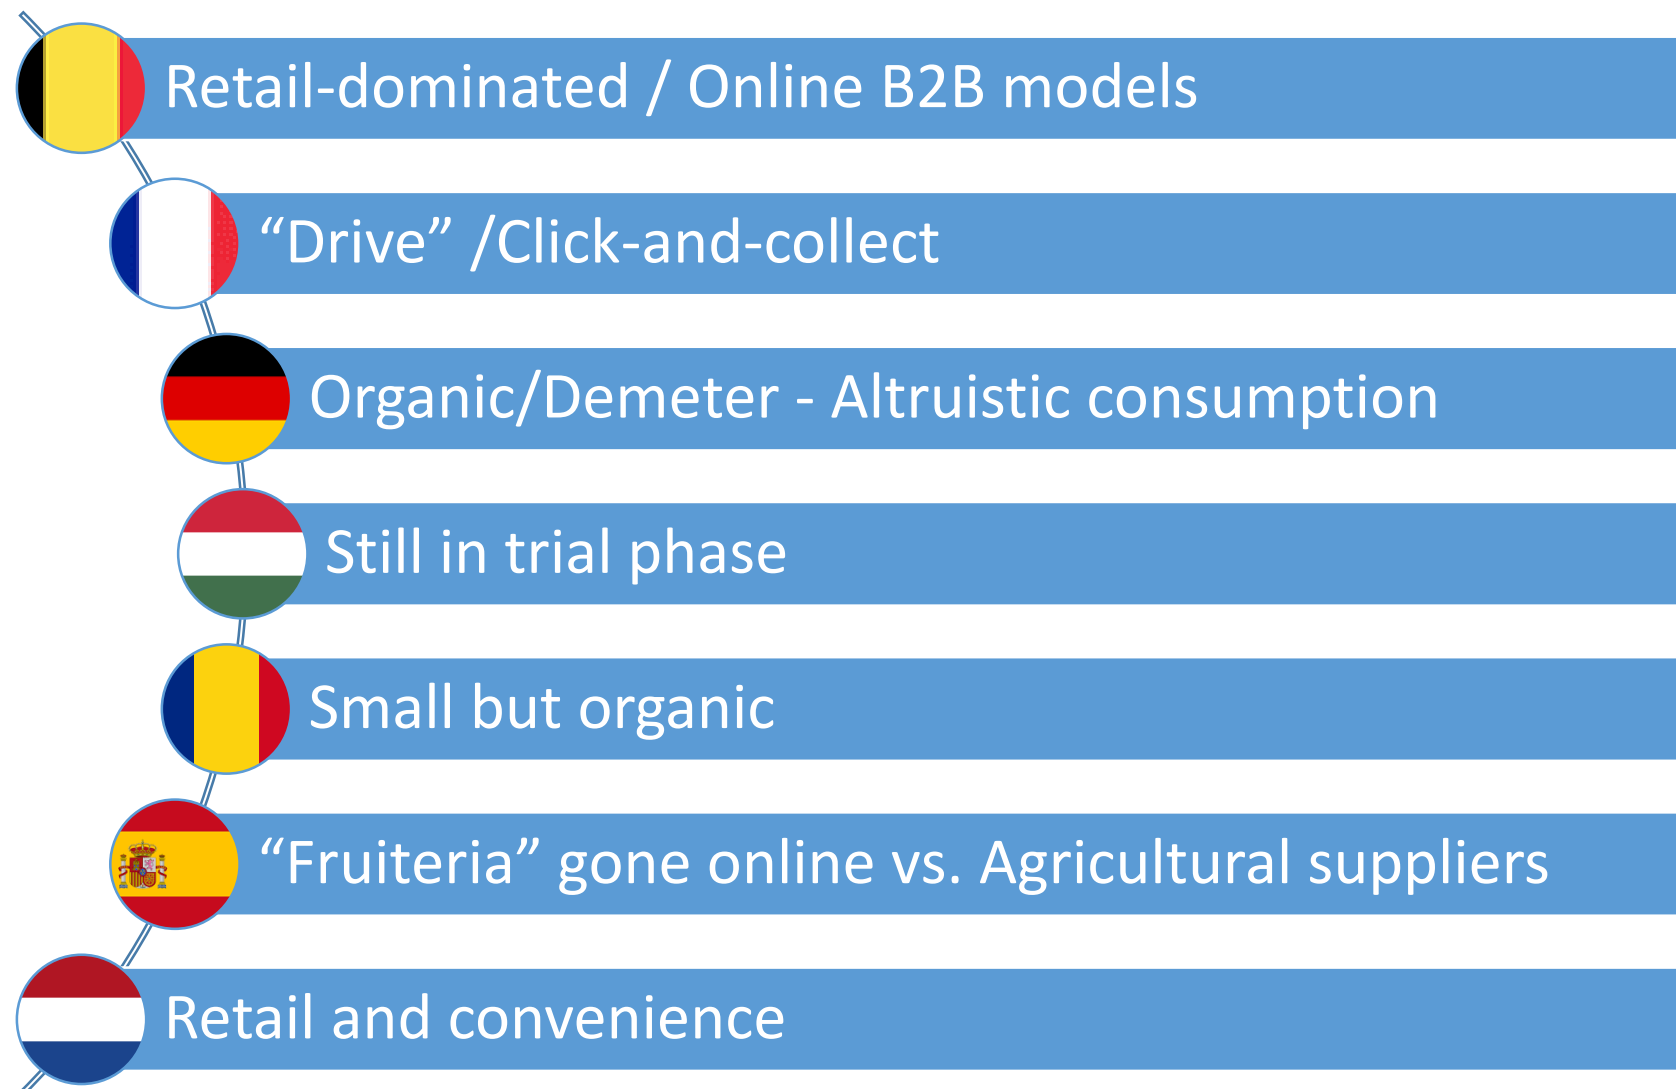 Retail-dominated / Online B2B models
“Drive” /Click-and-collect
Organic/Demeter - Altruistic consumption
Still in trial phase
Small but organic
“Fruiteria” gone online vs. Agricultural suppliers
Retail and convenience